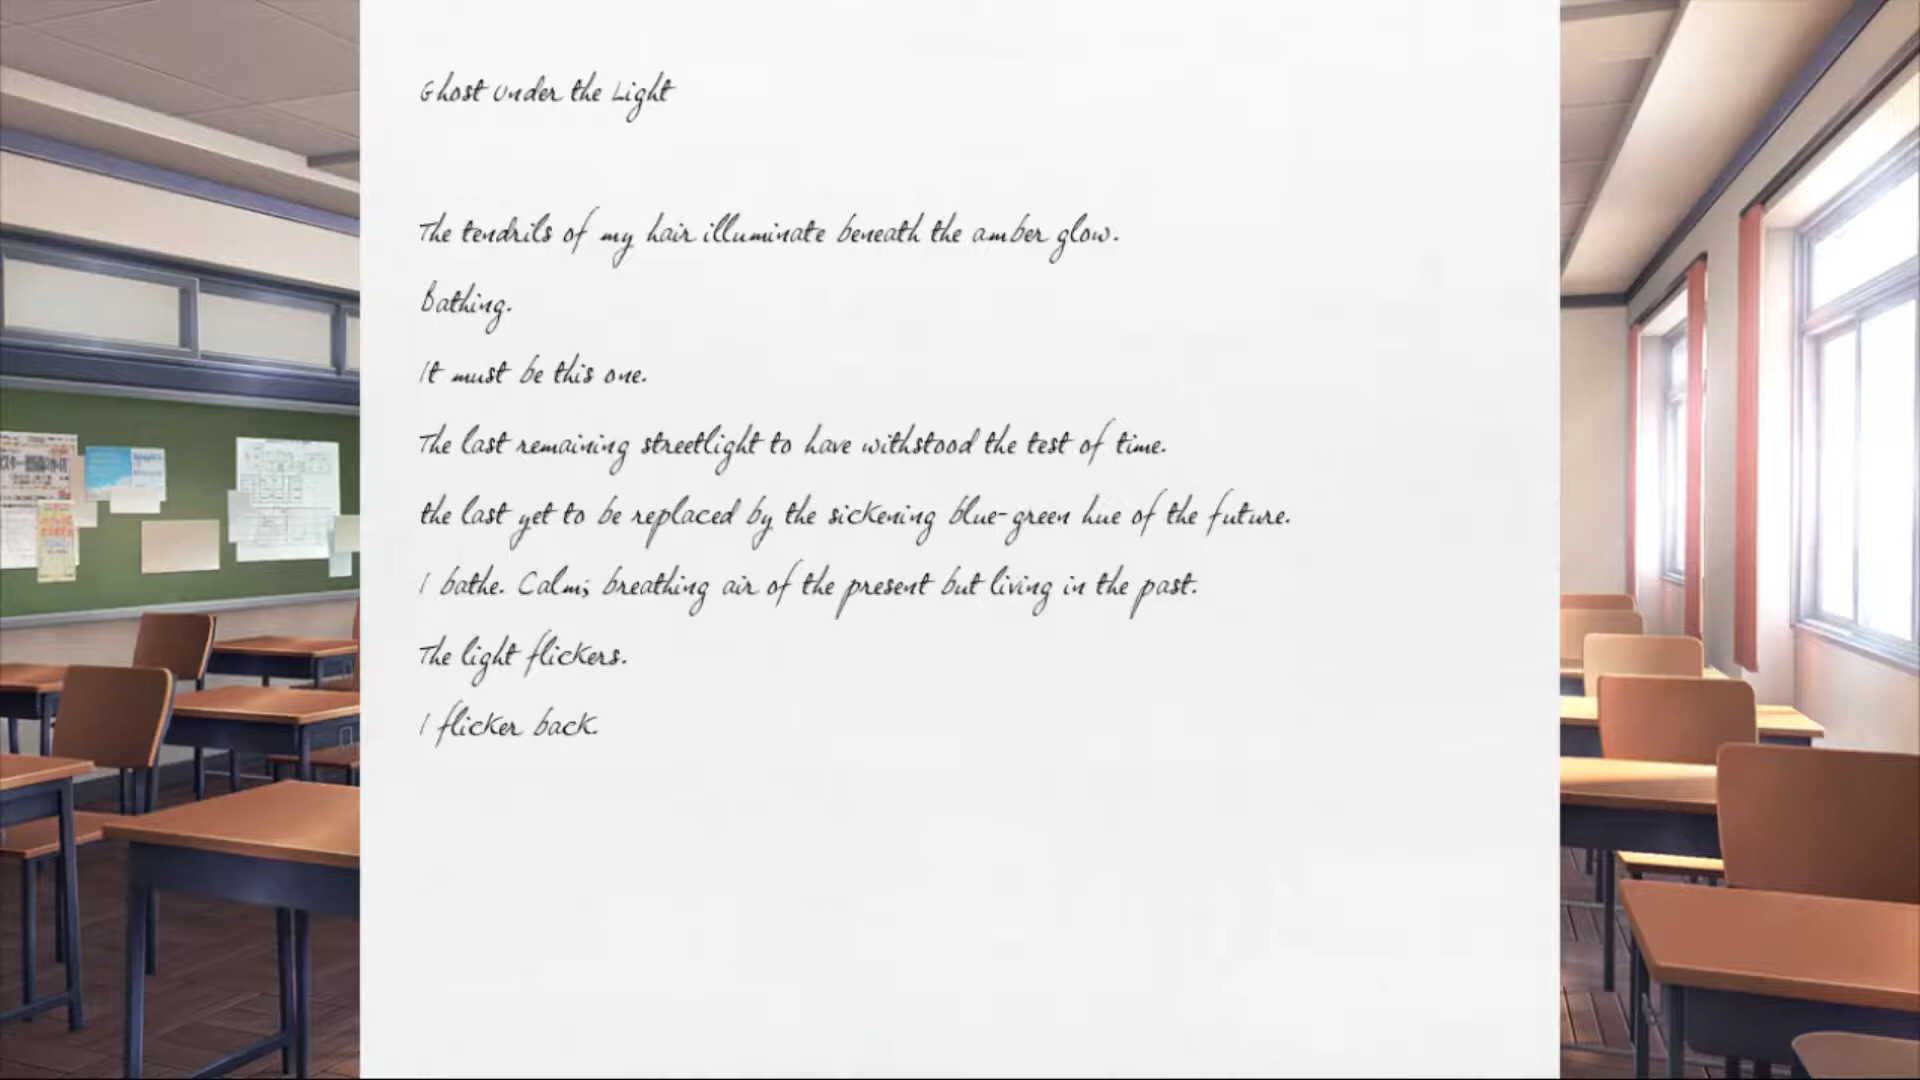 Ghost Under the Light
The tendrils of my hair illuminate beneath the amber glow.
Bathing.
It must be this one.
The last remaining streetlight to have withstood the test of time.
the last yet to be replaced by the sickening blue-green hue of the future.
I bathe. Calm; breathing air of the present but living in the past.
The light flickers.
I flicker back.